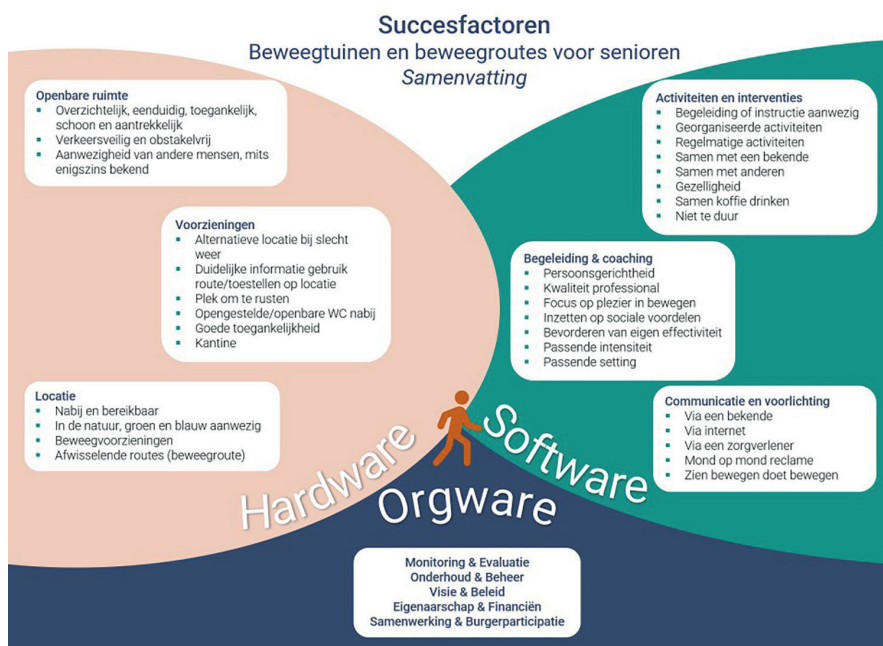 Succesfactoren
Beweegtuinen en beweegroutes voor senioren
Samenvatting
Openbare ruimte
▪ Overzichtelijk, eenduidig, toegankelijk,
schoon en aantrekkelijk
▪ Verkeersveilig en obstakelvrij
▪ Aanwezigheid van andere mensen, mits
enigszins bekend
Voorzieningen
▪ Alternatieve locatie bij slecht
weer
▪ Duidelijke informatie gebruik
route/toestellen op locatie
▪ Plek om te rusten
▪ Opengestelde/openbare WC nabij
▪ Goede toegankelijkheid
▪ Kantine
Locatie
▪ Nabij en bereikbaar
▪ In de natuur, groen en blauw aanwezig
▪ Beweegvoorzieningen
▪ Afwisselende routes (beweegroute)
Hardware
Activiteiten en interventies
▪ Begeleiding of instructie aanwezig
▪ Georganiseerde activiteiten
▪ Regelmatige activiteiten
▪ Samen met een bekende
▪ Samen met anderen
▪ Gezelligheid
▪ Samen koffie drinken
▪ Niet te duur
Begeleiding & coaching
▪ Persoonsgerichtheid
▪ Kwaliteit professional
▪ Focus op plezier in bewegen
▪ Inzetten op sociale voordelen
▪ Bevorderen van eigen effectiviteit
▪ Passende intensiteit
▪ Passende setting
Communicatie en voorlichting
▪ Via een bekende
▪ Via internet
▪ Via een zorgverlener
▪ Mond op mond reclame
▪ Zien bewegen doet bewegen
Software
Orgware
Monitoring & Evaluatie
Onderhoud & Beheer
Visie & Beleid
Eigenaarschap & Financiën
Samenwerking & Burgerparticipatie